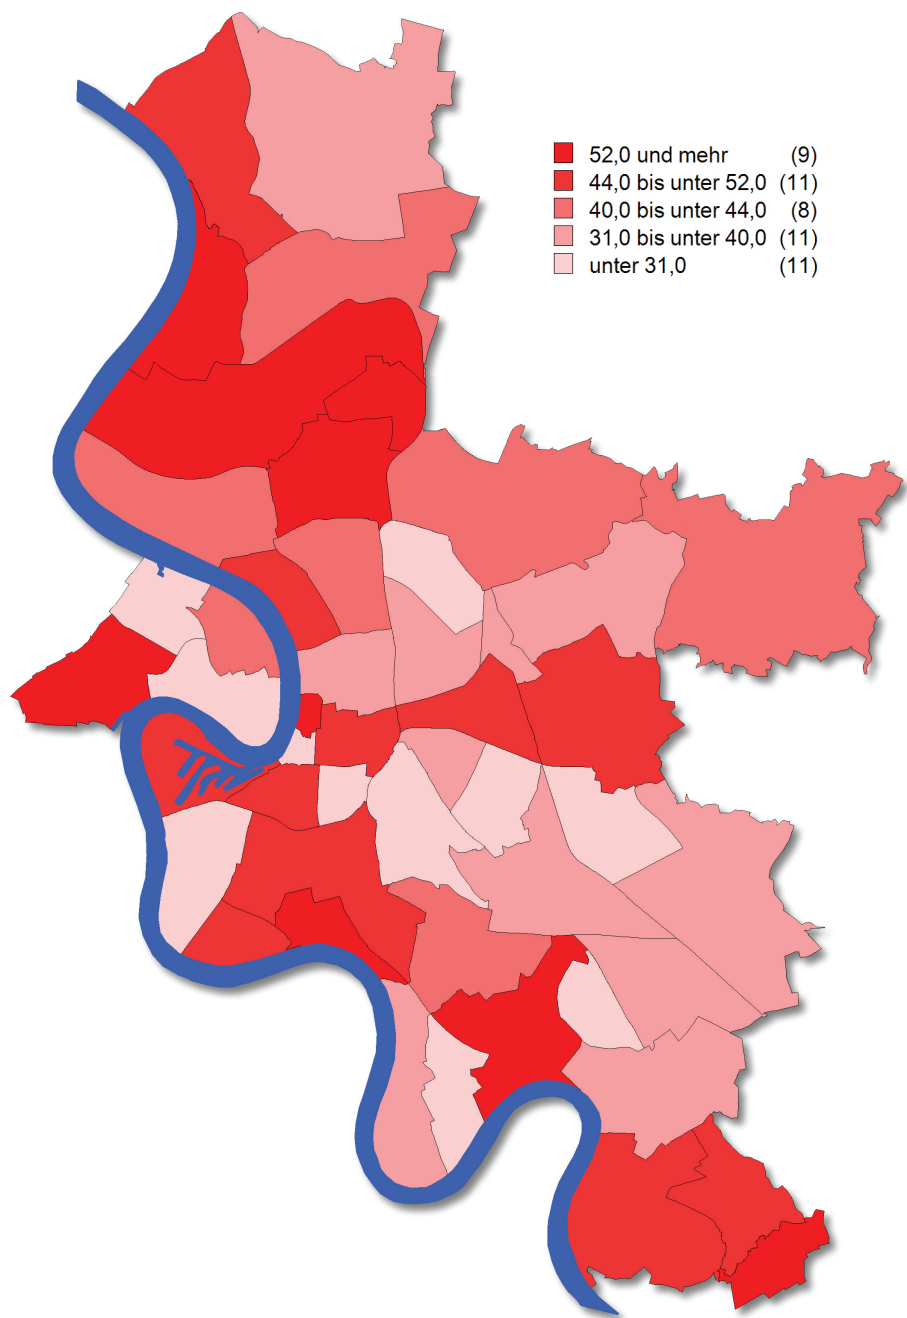 52,0 und mehr (9)
44,0 bis unter 52,0 (11)
40,0 bis unter 44,0 (8)
31,0 bis unter 40,0 (11)
unter 31,0 (11)